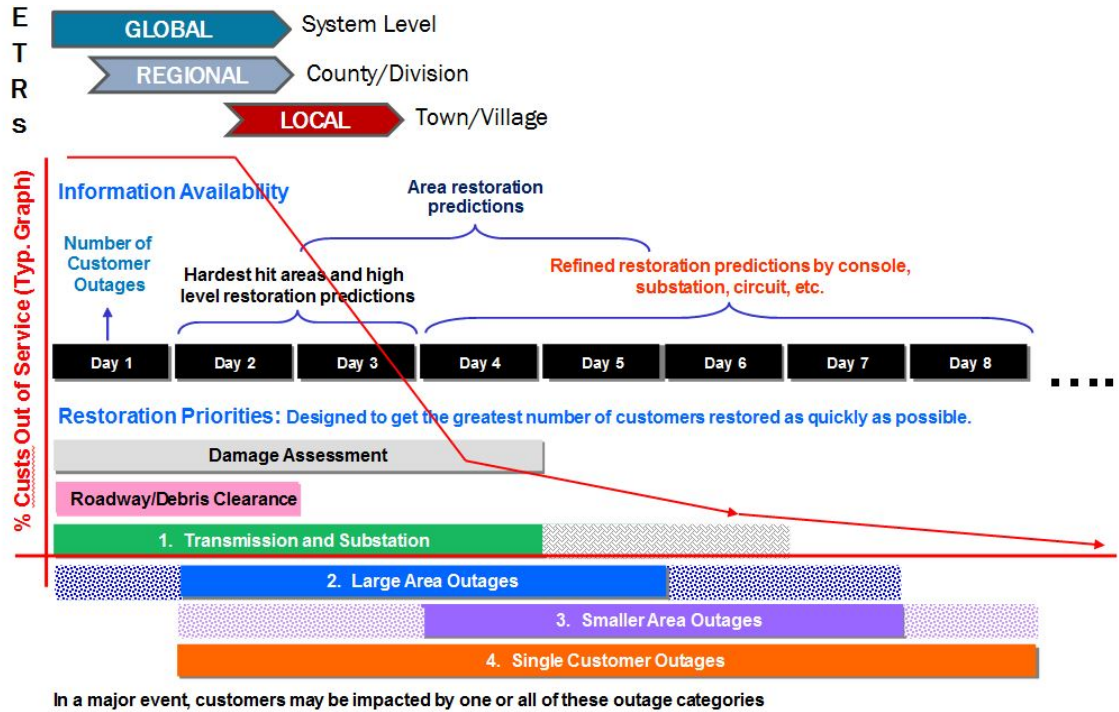 E
T
R
s
GLOBAL
System Level
REGIONAL
County/Division
LOCAL
Town/Village
% Custs Out of Service (Typ. Graph)
Information Availability
Area restoration
predictions
Number of
Customer
Outages
Hardest hit areas and high
level restoration predictions
Refined restoration predictions by console,
substation, circuit, etc.
Day 1
Day 2
Day 3
Day 4
Day 5
Day 6
Day 7
Day 8
....
Restoration Priorities: Designed to get the greatest number of customers restored as quickly as possible.
Damage Assessment
Roadway/Debris Clearance
1. Transmission and Substation
2. Large Area Outages
3. Smaller Area Outages
4. Single Customer Outages
In a major event, customers may be impacted by one or all of these outage categories